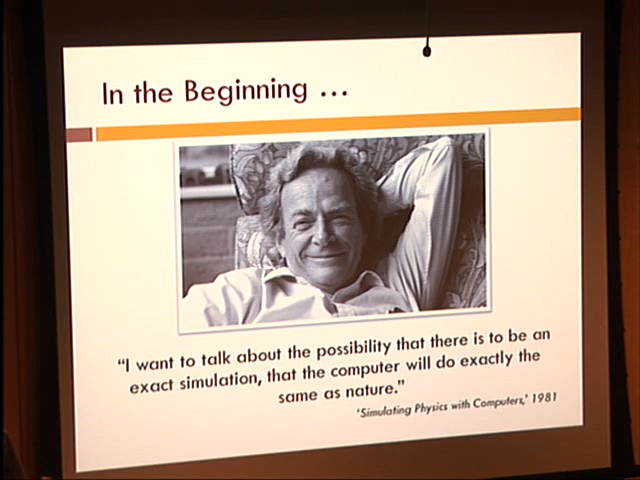 In the Beginning ...
“I want to talk about the possibility that there is to be an
exact simulation, that the computer will do exactly the
same as nature.”
‘Simulating Physics with Computers,’ 1981